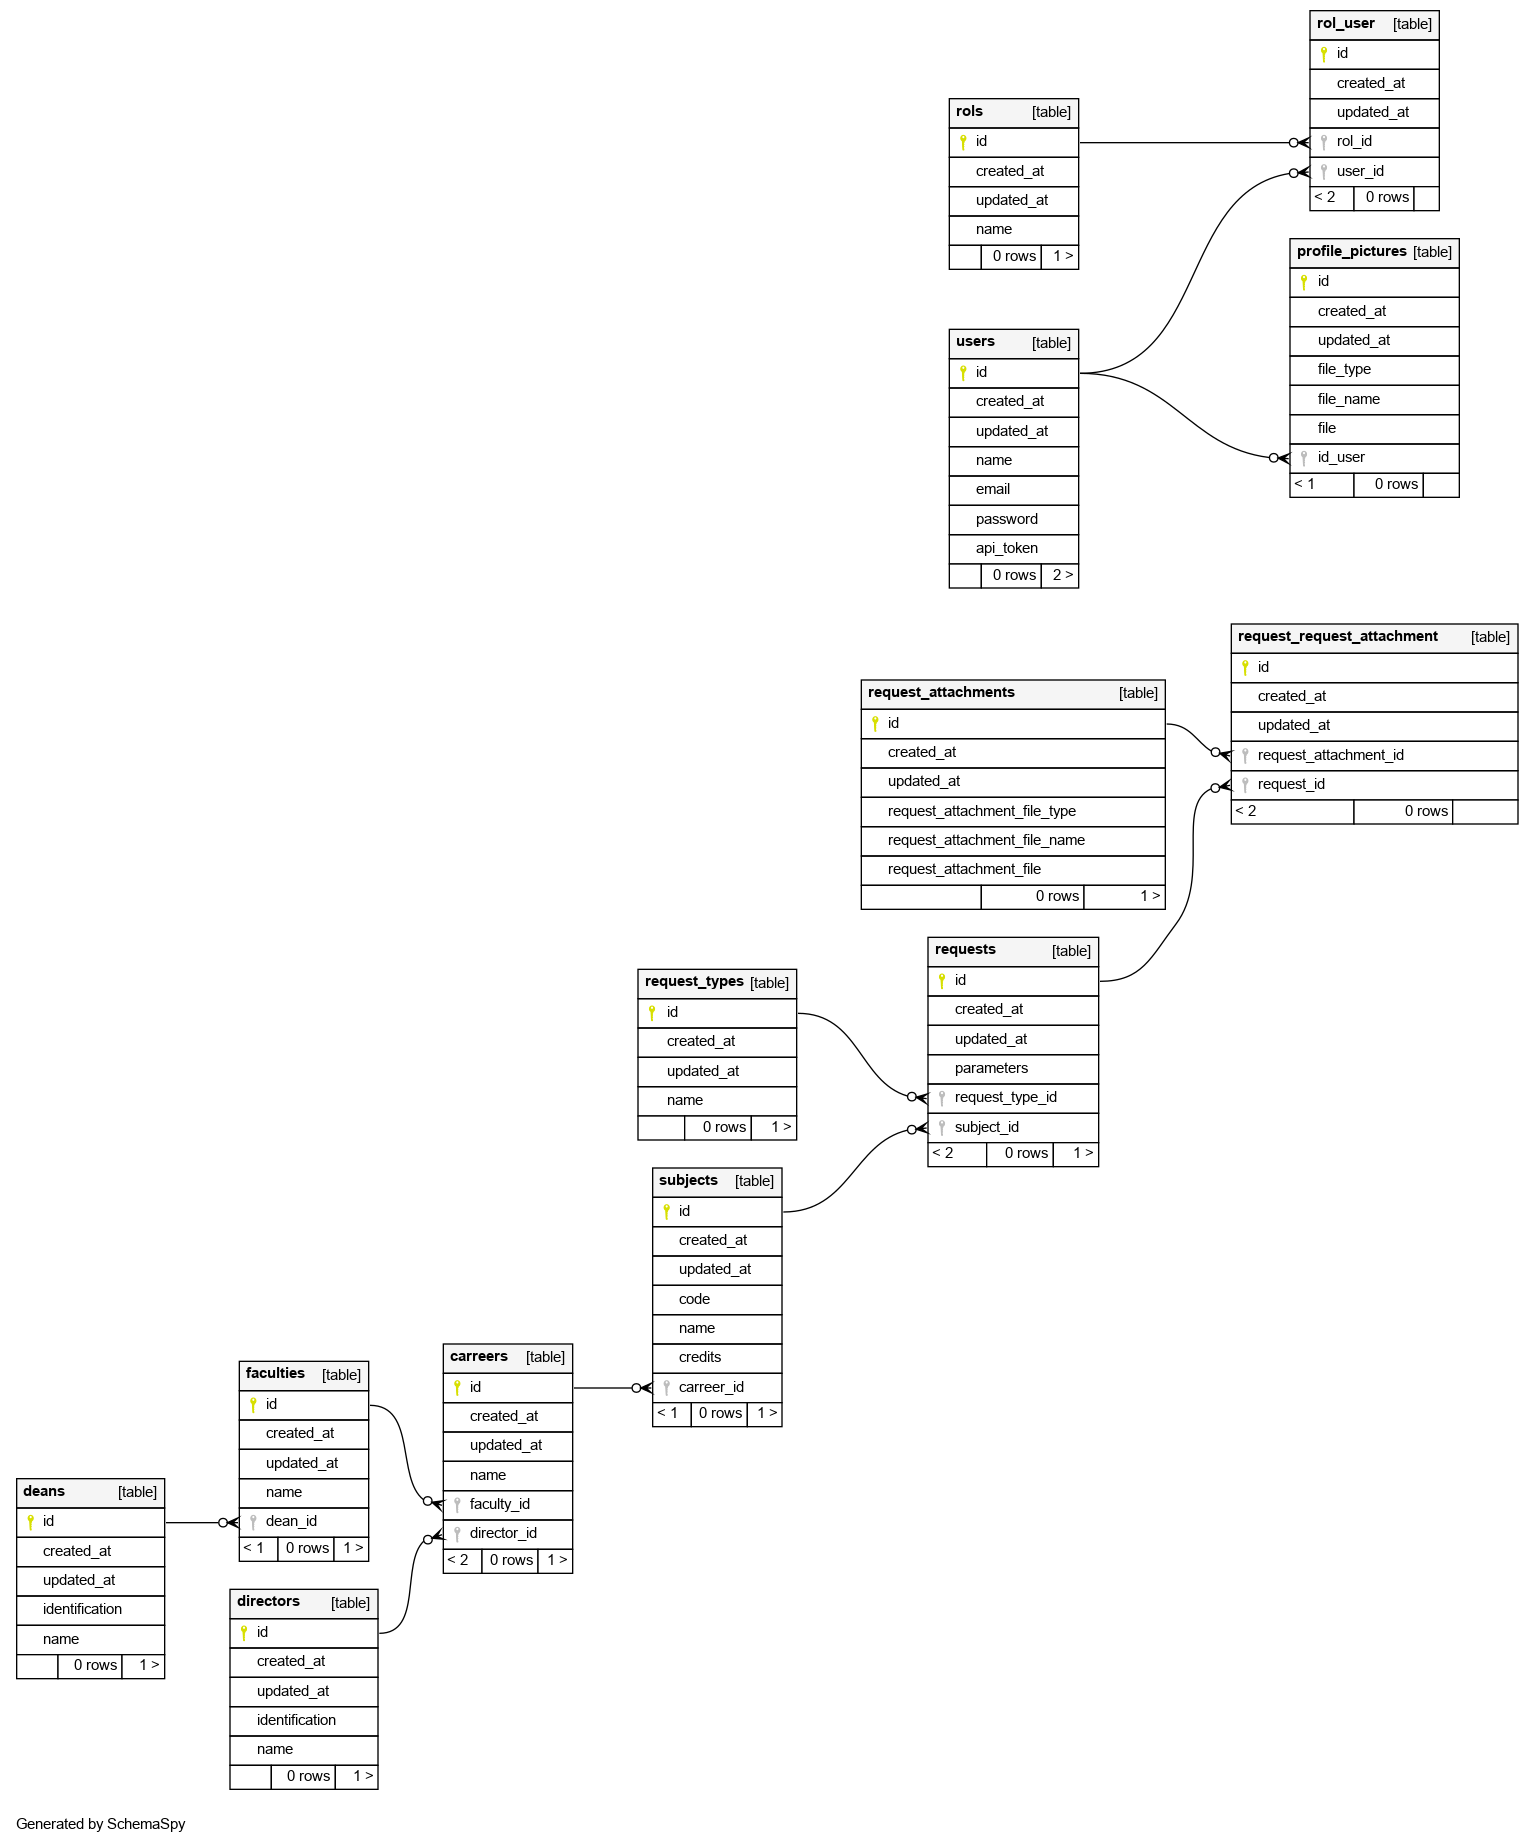 rol_user [table]
id
created_at
updated_at
rol_id
user_id
< 2 0 rows
rols [table]
id
created_at
updated_at
name
0 rows 1 >
profile_pictures [table]
id
created_at
updated_at
file_type
file_name
file
id_user
< 1 0 rows
users [table]
id
created_at
updated_at
name
email
password
api_token
0 rows 2 >
request_request_attachment [table]
id
created_at
updated_at
request_attachment_id
request_id
< 2 0 rows
request_attachments [table]
id
created_at
updated_at
request_attachment_file_type
request_attachment_file_name
request_attachment_file
0 rows 1 >
requests [table]
id
created_at
updated_at
parameters
request_type_id
subject_id
< 2 0 rows 1 >
request_types [table]
id
created_at
updated_at
name
0 rows 1 >
subjects [table]
id
created_at
updated_at
code
name
credits
carreer_id
< 1 0 rows 1 >
carreers [table]
id
created_at
updated_at
name
faculty_id
director_id
< 2 0 rows 1 >
faculties [table]
id
created_at
updated_at
name
dean_id
< 1 0 rows 1 >
deans [table]
id
created_at
updated_at
identification
name
0 rows 1 >
directors [table]
id
created_at
updated_at
identification
name
0 rows 1 >
Generated by SchemaSpy